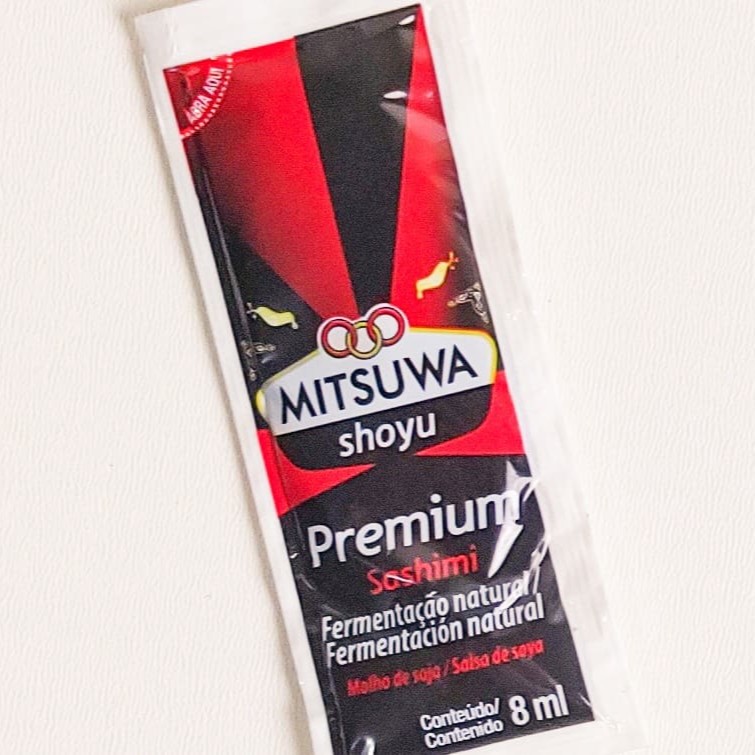 ABRA AQUI
MITSUWA
shoyu
Premium
Sashimi
Fermentação natural
Fermentación natural
Molho de soja / Salsa de soya
Conteúdo/
Contenido 8 ml